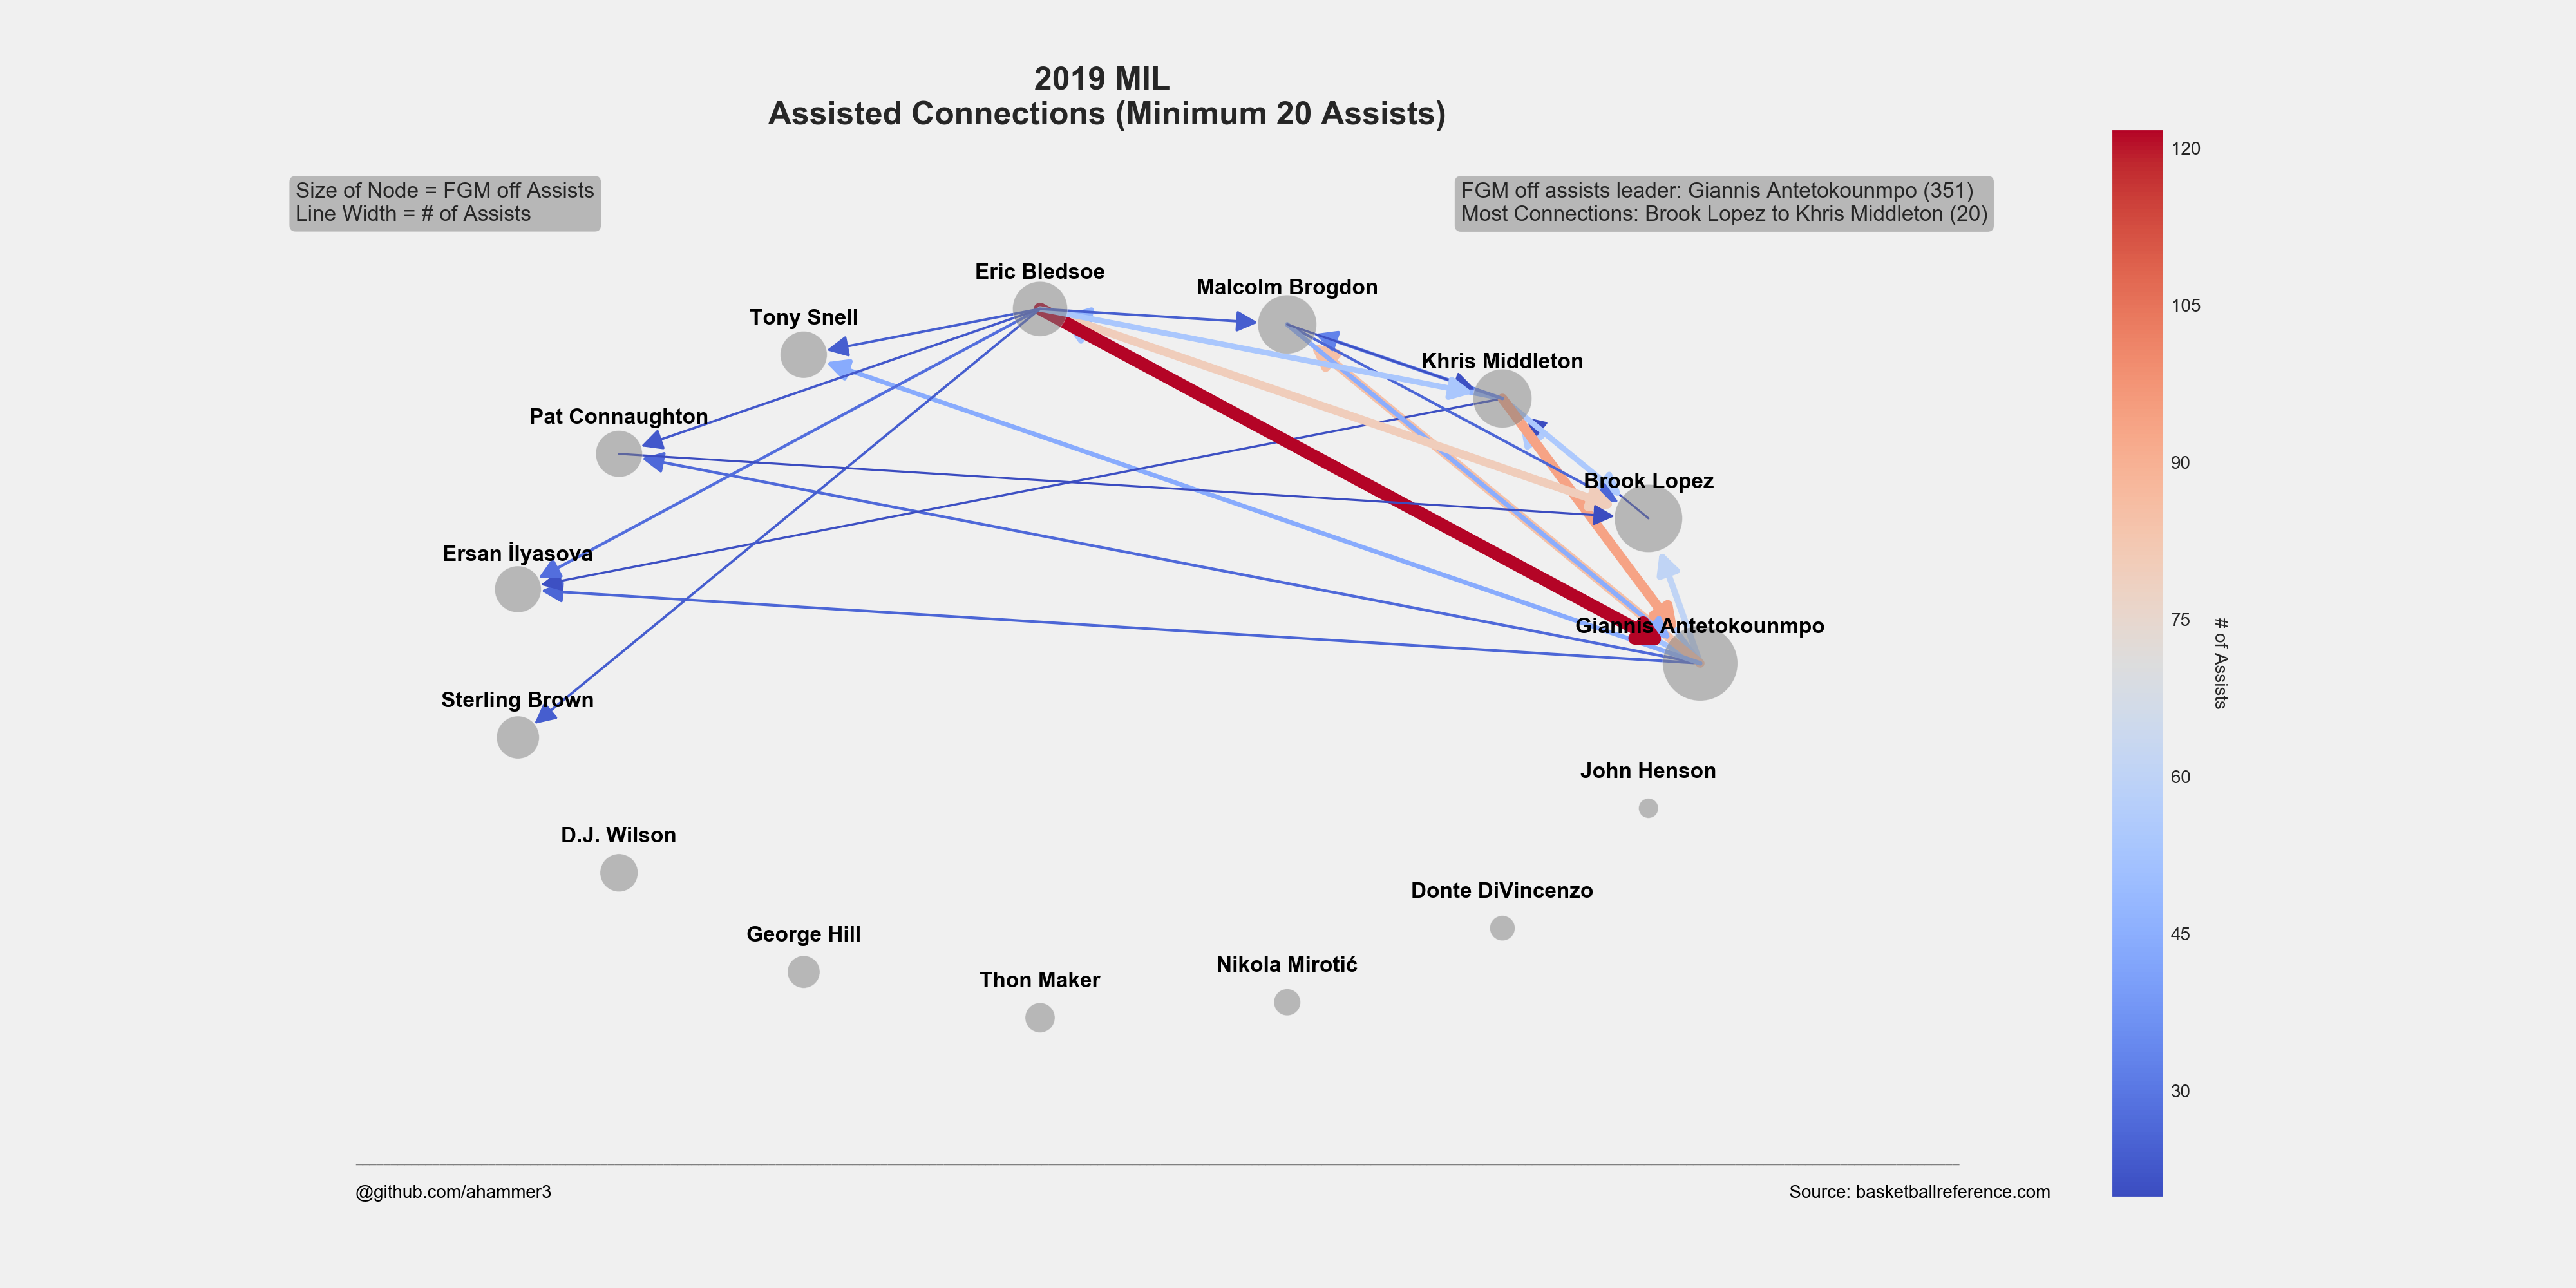 2019 MIL
Assisted Connections (Minimum 20 Assists)
Size of Node = FGM off Assists
Line Width = # of Assists
FGM off assists leader: Giannis Antetokounmpo (351)
Most Connections: Brook Lopez to Khris Middleton (20)
Eric Bledsoe
Malcolm Brogdon
Tony Snell
Khris Middleton
Pat Connaughton
Brook Lopez
Ersan İlyasova
Giannis Antetokounmpo
Sterling Brown
John Henson
D.J. Wilson
Donte DiVincenzo
George Hill
Nikola Mirotić
Thon Maker
120
105
90
75
60
45
30
# of Assists
@github.com/ahammer3
Source: basketballreference.com